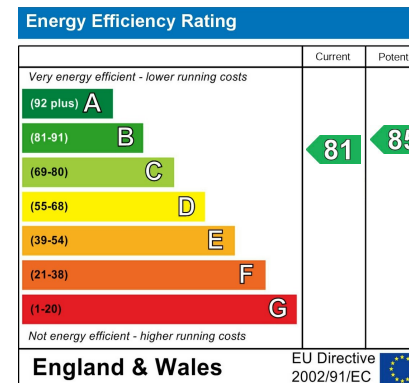 Energy Efficiency Rating
Current Potent
Very energy efficient - lower running costs
(92 plus) A
(81-91) B
81 85
(69-80) C
(55-68) D
(39-54) E
(21-38) F
(1-20) G
Not energy efficient - higher running costs
England & Wales
EU Directive
2002/91/EC